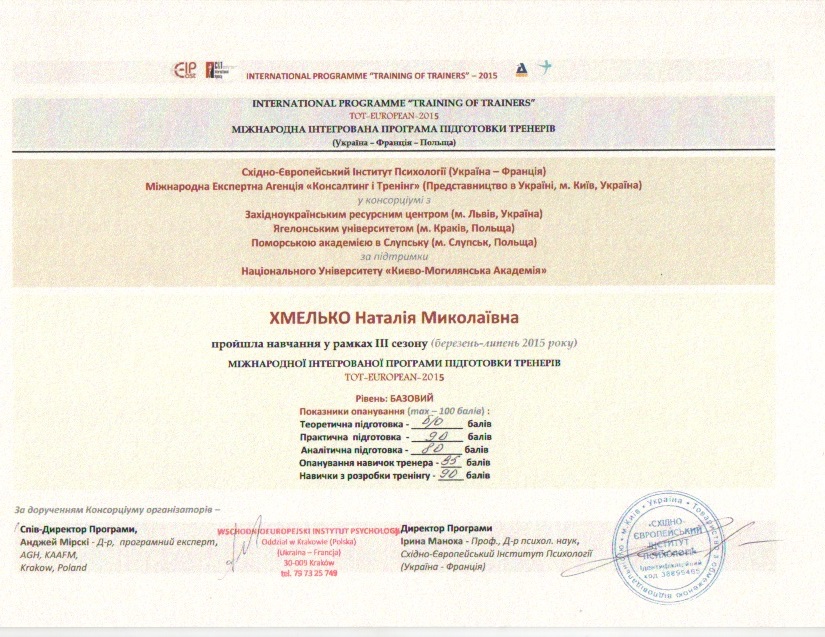 EIP
INTERNATIONAL PROGRAMME “TRAINING OF TRAINERS” – 2015
INTERNATIONAL PROGRAMME “TRAINING OF TRAINERS”
TOT-EUROPEAN-2015
МІЖНАРОДНА ІНТЕГРОВАНА ПРОГРАМА ПІДГОТОВКИ ТРЕНЕРІВ
(Україна – Франція – Польща)
Східно-Європейський Інститут Психології (Україна – Франція)
Міжнародна Експертна Агенція «Консалтинг і Тренінг» (Представництво в Україні, м. Київ, Україна)
у консорціумі з
Західноукраїнським ресурсним центром (м. Львів, Україна)
Ягелонським університетом (м. Краків, Польща)
Поморською академією в Слупську (м. Слупськ, Польща)
за підтримки
Національного Університету «Києво-Могилянська Академія»
ХМЕЛЬКО Наталія Миколаївна
пройшла навчання у рамках ІІІ сезону (березень-липень 2015 року)
МІЖНАРОДНОЇ ІНТЕГРОВАНОЇ ПРОГРАМИ ПІДГОТОВКИ ТРЕНЕРІВ
TOT-EUROPEAN-2015
Рівень: БАЗОВИЙ
Показники опанування (max – 100 балів) :
Теоретична підготовка - балів
Практична підготовка - 90 балів
Аналітична підготовка - 80 балів
Опанування навичок тренера - балів
Навички з розробки тренінгу - 90 балів
За дорученням Консорціуму організаторів –
Спів-Директор Програми,
Анджей Мірскі - Д-р, програмний експерт,
AGH, KAAFM,
Krakow, Poland
WSCHODNIOEUROPEJSKI INSTYTUT PSYCHOLOGII
Oddział w Krakowie (Polska)
(Ukraina – Francja)
30-009 Kraków
tel. 79 73 25 749
Директор Програми
Ірина Маноха - Проф., Д-р психол. наук,
Східно-Європейський Інститут Психології
(Україна - Франція)
Україна • Товариство з обмеженою відповідальністю • м.Київ
«СХІДНО-
ЄВРОПЕЙСЬКИЙ
ІНСТИТУТ
ПСИХОЛОГІЇ»
Ідентифікаційний
код 38695465